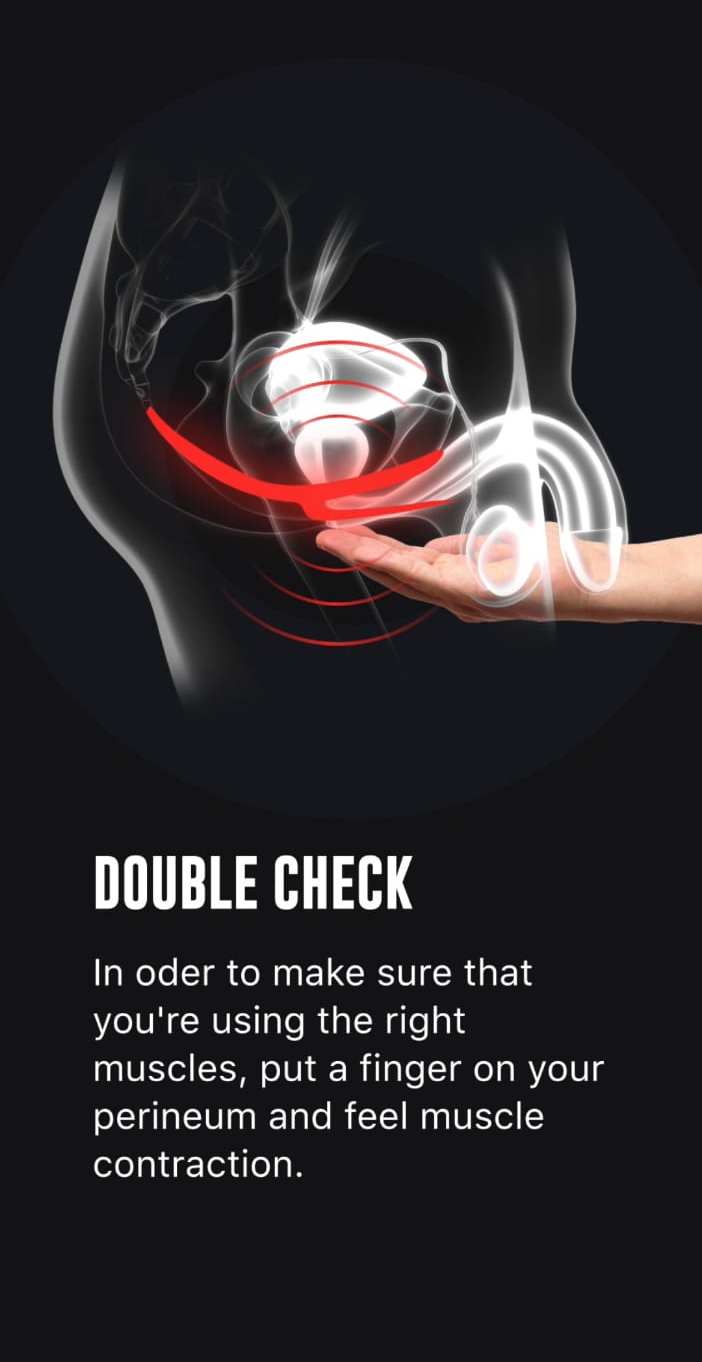 DOUBLE CHECK
In oder to make sure that
you're using the right
muscles, put a finger on your
perineum and feel muscle
contraction.